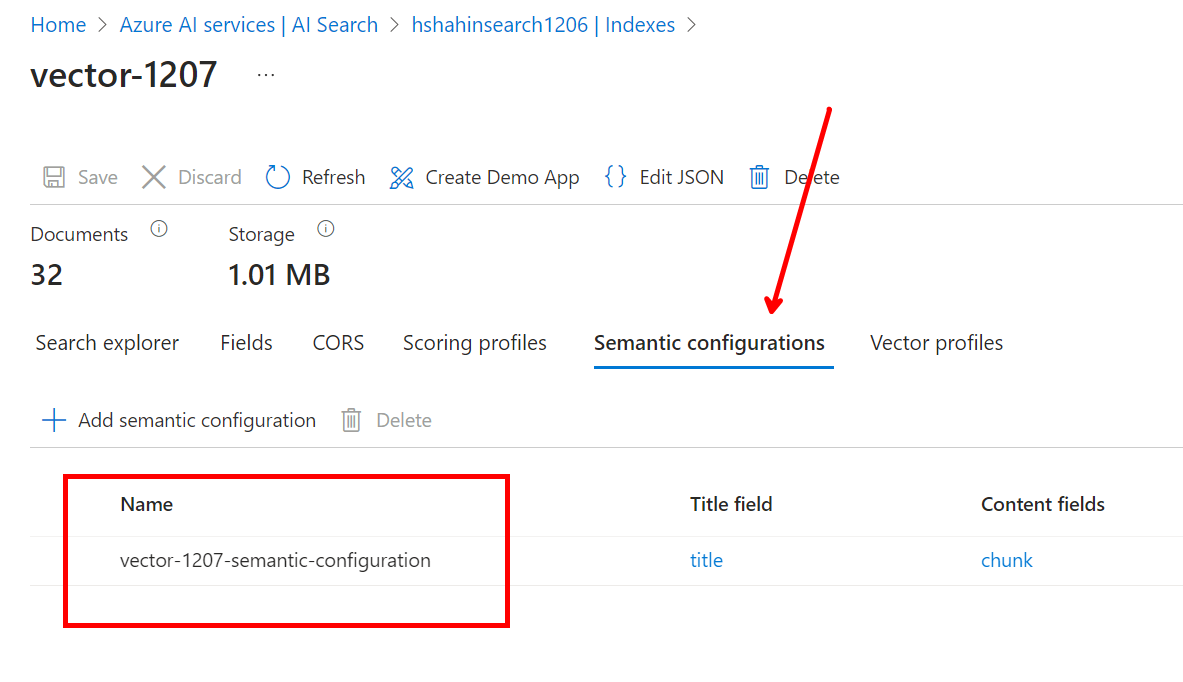 Home > Azure AI services | AI Search > hshahinsearch1206 | Indexes >
vector-1207 ...
Save Discard Refresh Create Demo App {} Edit JSON Delete
Documents Storage
32 1.01 MB
Search explorer Fields CORS Scoring profiles Semantic configurations Vector profiles
+ Add semantic configuration Delete
Name Title field Content fields
vector-1207-semantic-configuration title chunk